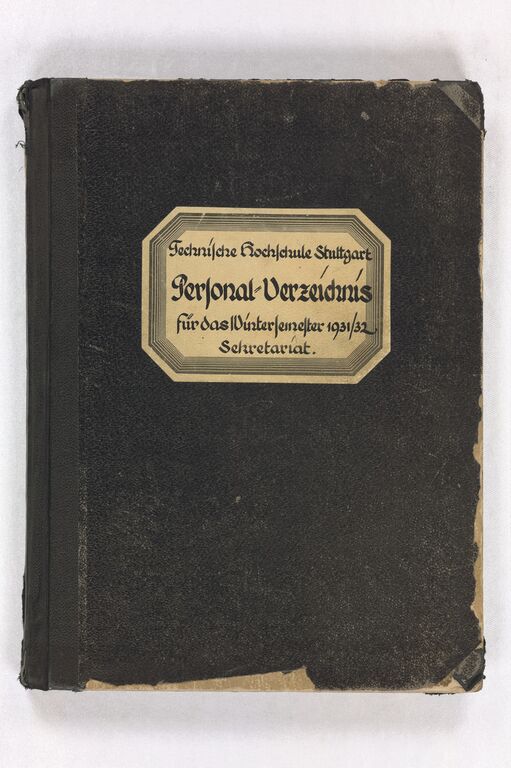 Technische Hochschule Stuttgart
Personal-Verzeichnis
für das Wintersemester 1931/32.
Sekretariat.